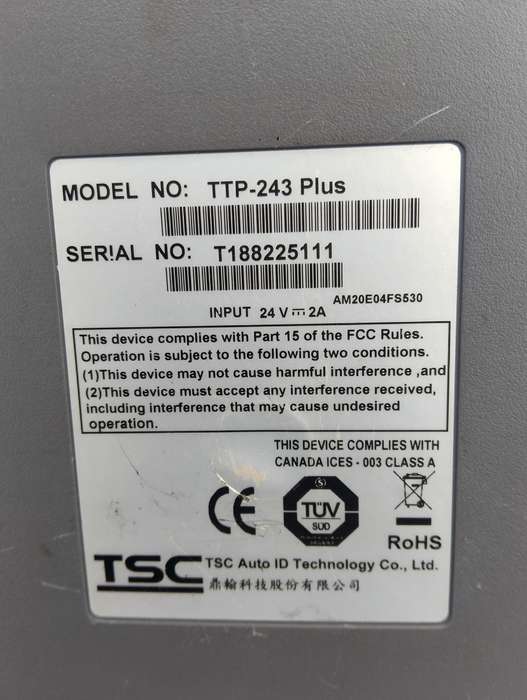 MODEL NO: TTP-243 Plus
SER!AL NO: T188225111
AM20E04FS530
INPUT 24 V⎓2A
This device complies with Part 15 of the FCC Rules.
Operation is subject to the following two conditions.
(1)This device may not cause harmful interference ,and
(2)This device must accept any interference received,
including interference that may cause undesired
operation.
THIS DEVICE COMPLIES WITH
CANADA ICES - 003 CLASS A
CE
TÜV
SÜD
RoHS
TSC TSC Auto ID Technology Co., Ltd.
鼎翰科技股份有限公司